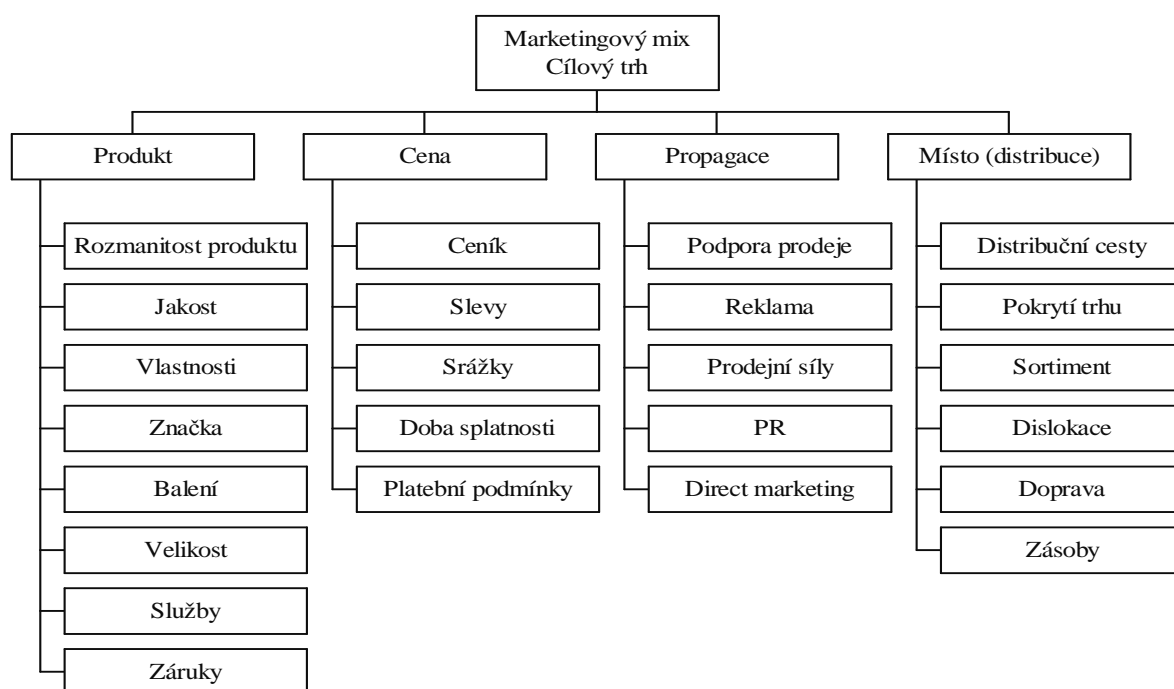 Marketingový mix
Cílový trh
Produkt
Cena
Propagace
Místo (distribuce)
Rozmanitost produktu
Jakost
Vlastnosti
Značka
Balení
Velikost
Služby
Záruky
Ceník
Slevy
Srážky
Doba splatnosti
Platební podmínky
Podpora prodeje
Reklama
Prodejní síly
PR
Direct marketing
Distribuční cesty
Pokrytí trhu
Sortiment
Dislokace
Doprava
Zásoby